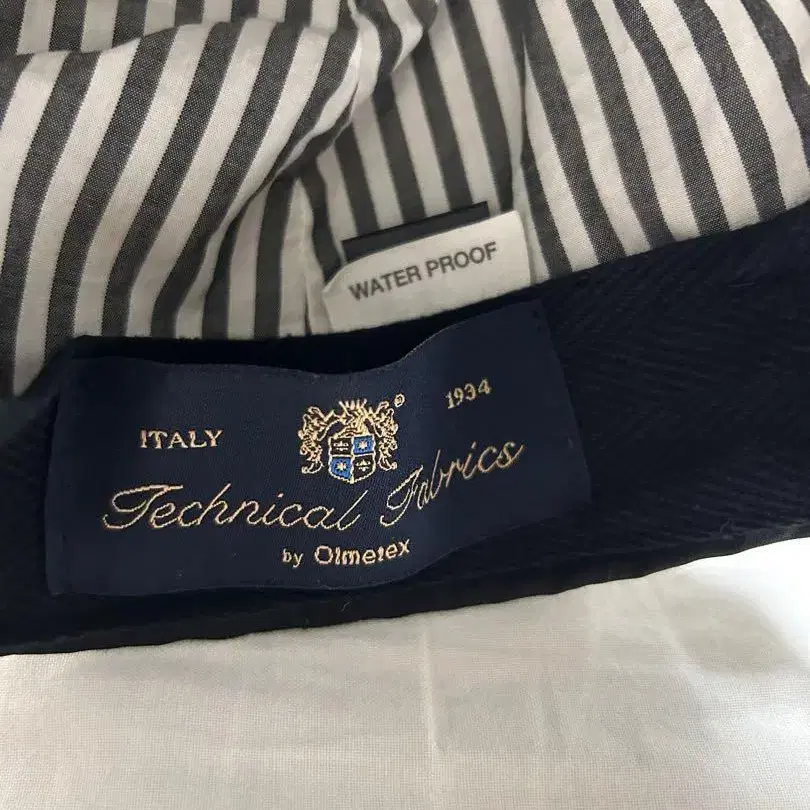 WATER PROOF
ITALY
1934
Technical Fabrics
by Olmetex